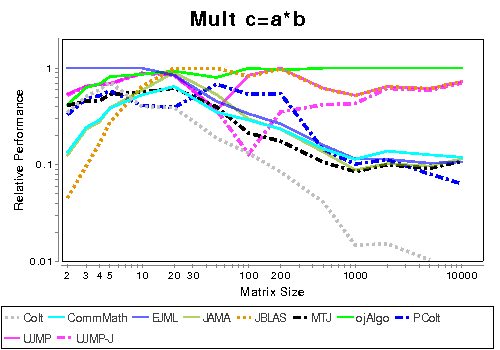 Mult c=a*b
Relative Performance
1
0.1
0.01
2 3 4 5 10 20 30 100 200 1000 2000 10000
Matrix Size
Colt CommMath EJML JAMA JBLAS MTJ ojAlgo PColt
UJMP UJMP-J